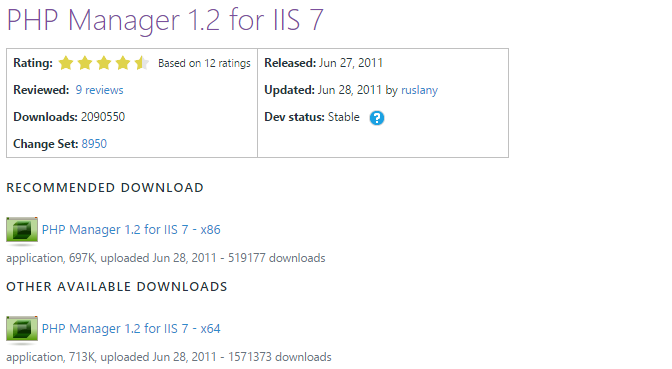 PHP Manager 1.2 for IIS 7
Rating: Based on 12 ratings
Reviewed: 9 reviews
Downloads: 2090550
Change Set: 8950
Released: Jun 27, 2011
Updated: Jun 28, 2011 by ruslany
Dev status: Stable ?
RECOMMENDED DOWNLOAD
PHP Manager 1.2 for IIS 7 - x86
application, 697K, uploaded Jun 28, 2011 - 519177 downloads
OTHER AVAILABLE DOWNLOADS
PHP Manager 1.2 for IIS 7 - x64
application, 713K, uploaded Jun 28, 2011 - 1571373 downloads